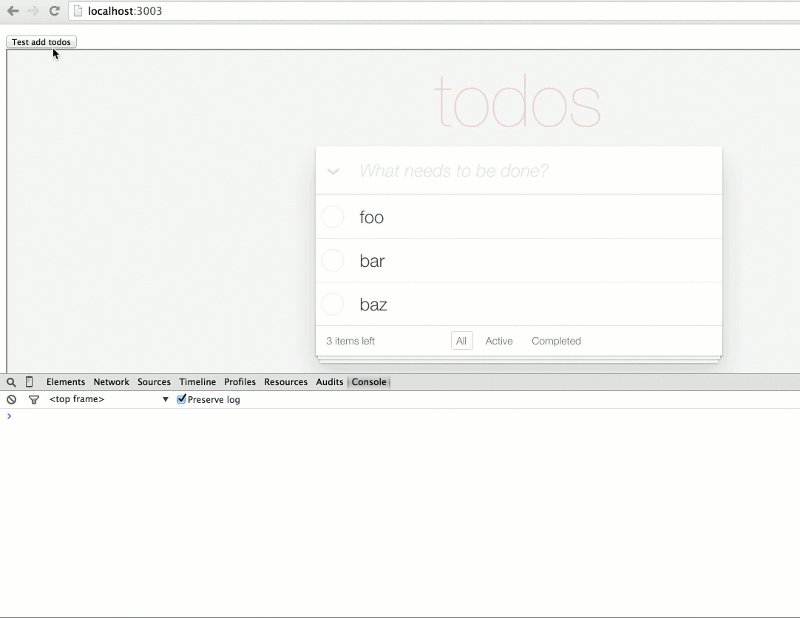 localhost:3003
Test add todos
todos
What needs to be done?
foo
bar
baz
3 items left All Active Completed
Elements Network Sources Timeline Profiles Resources Audits Console
<top frame> Preserve log